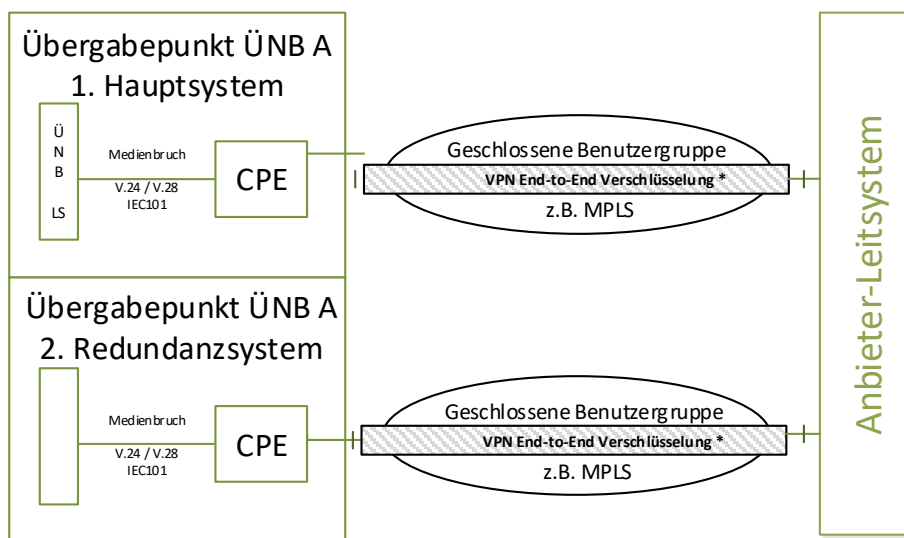 Übergabepunkt ÜNB A
1. Hauptsystem
Ü
N
B
LS
Medienbruch
V.24 / V.28
IEC101
CPE
Geschlossene Benutzergruppe
VPN End-to-End Verschlüsselung *
z.B. MPLS
Übergabepunkt ÜNB A
2. Redundanzsystem
Medienbruch
V.24 / V.28
IEC101
CPE
Geschlossene Benutzergruppe
VPN End-to-End Verschlüsselung *
z.B. MPLS
Anbieter-Leitsystem